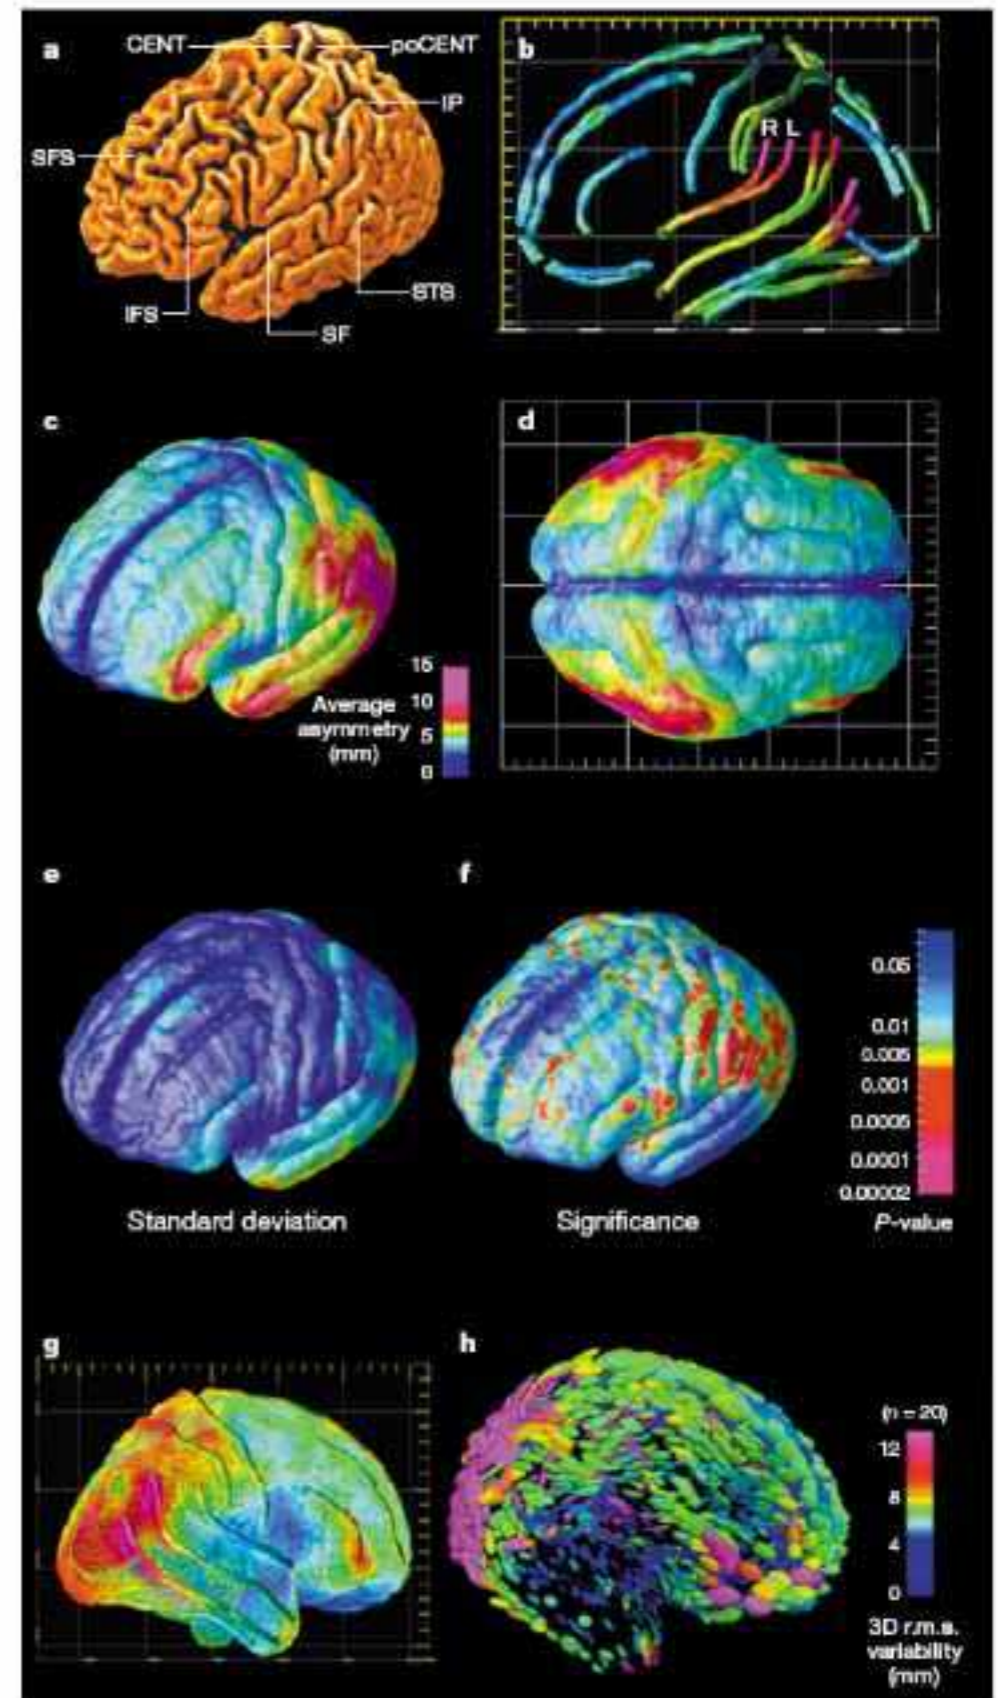 a
CENT
poCENT
IP
SFS
IFS
SF
STS
b
R L
c
15
10
5
0
Average
asymmetry
(mm)
d
e
Standard deviation
f
Significance
0.05
0.01
0.005
0.001
0.0005
0.0001
0.00002
P-value
g
h
(n = 20)
12
8
4
0
3D r.m.s.
variability
(mm)